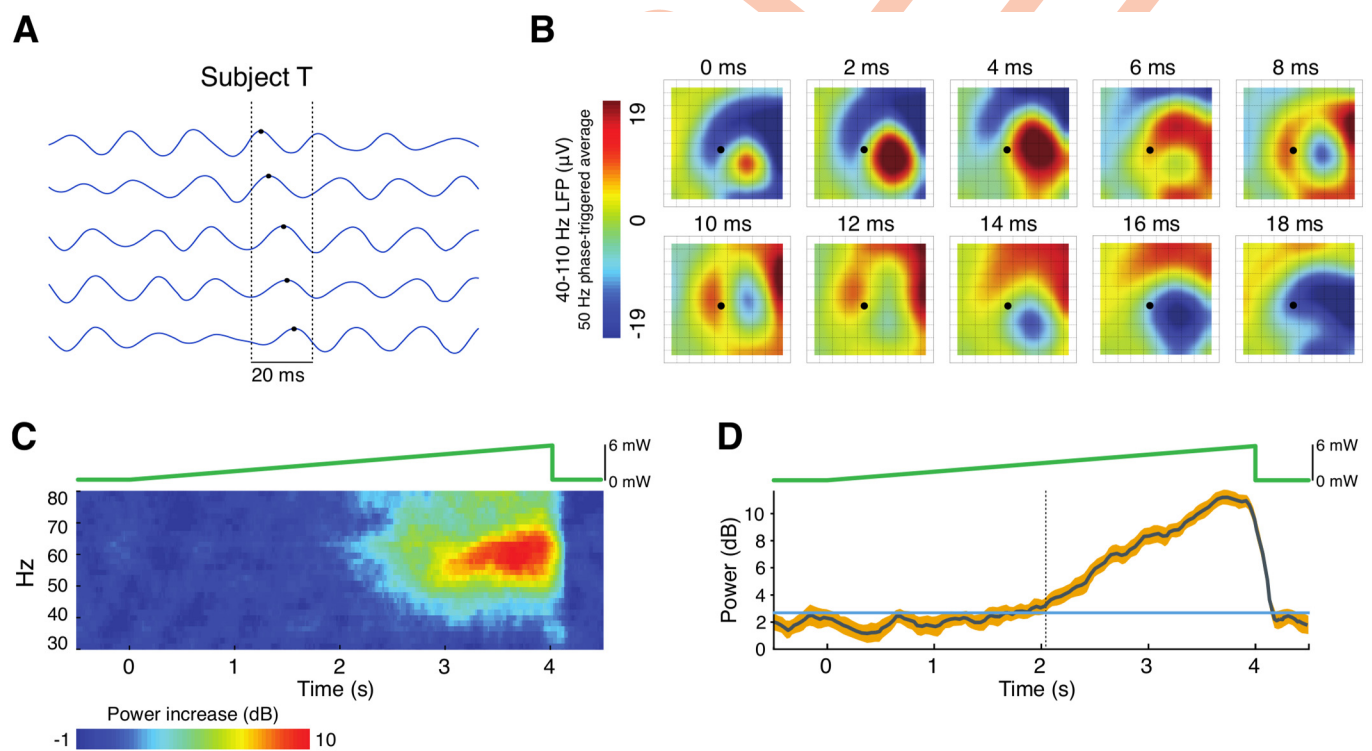 A
Subject T
20 ms
B
0 ms 2 ms 4 ms 6 ms 8 ms
10 ms 12 ms 14 ms 16 ms 18 ms
40-110 Hz LFP (µV)
50 Hz phase-triggered average
19
0
-19
C
6 mW
0 mW
80
70
60
50
40
30
Hz
0 1 2 3 4
Time (s)
Power increase (dB)
-1 10
D
6 mW
0 mW
10
8
6
4
2
0
Power (dB)
0 1 2 3 4
Time (s)